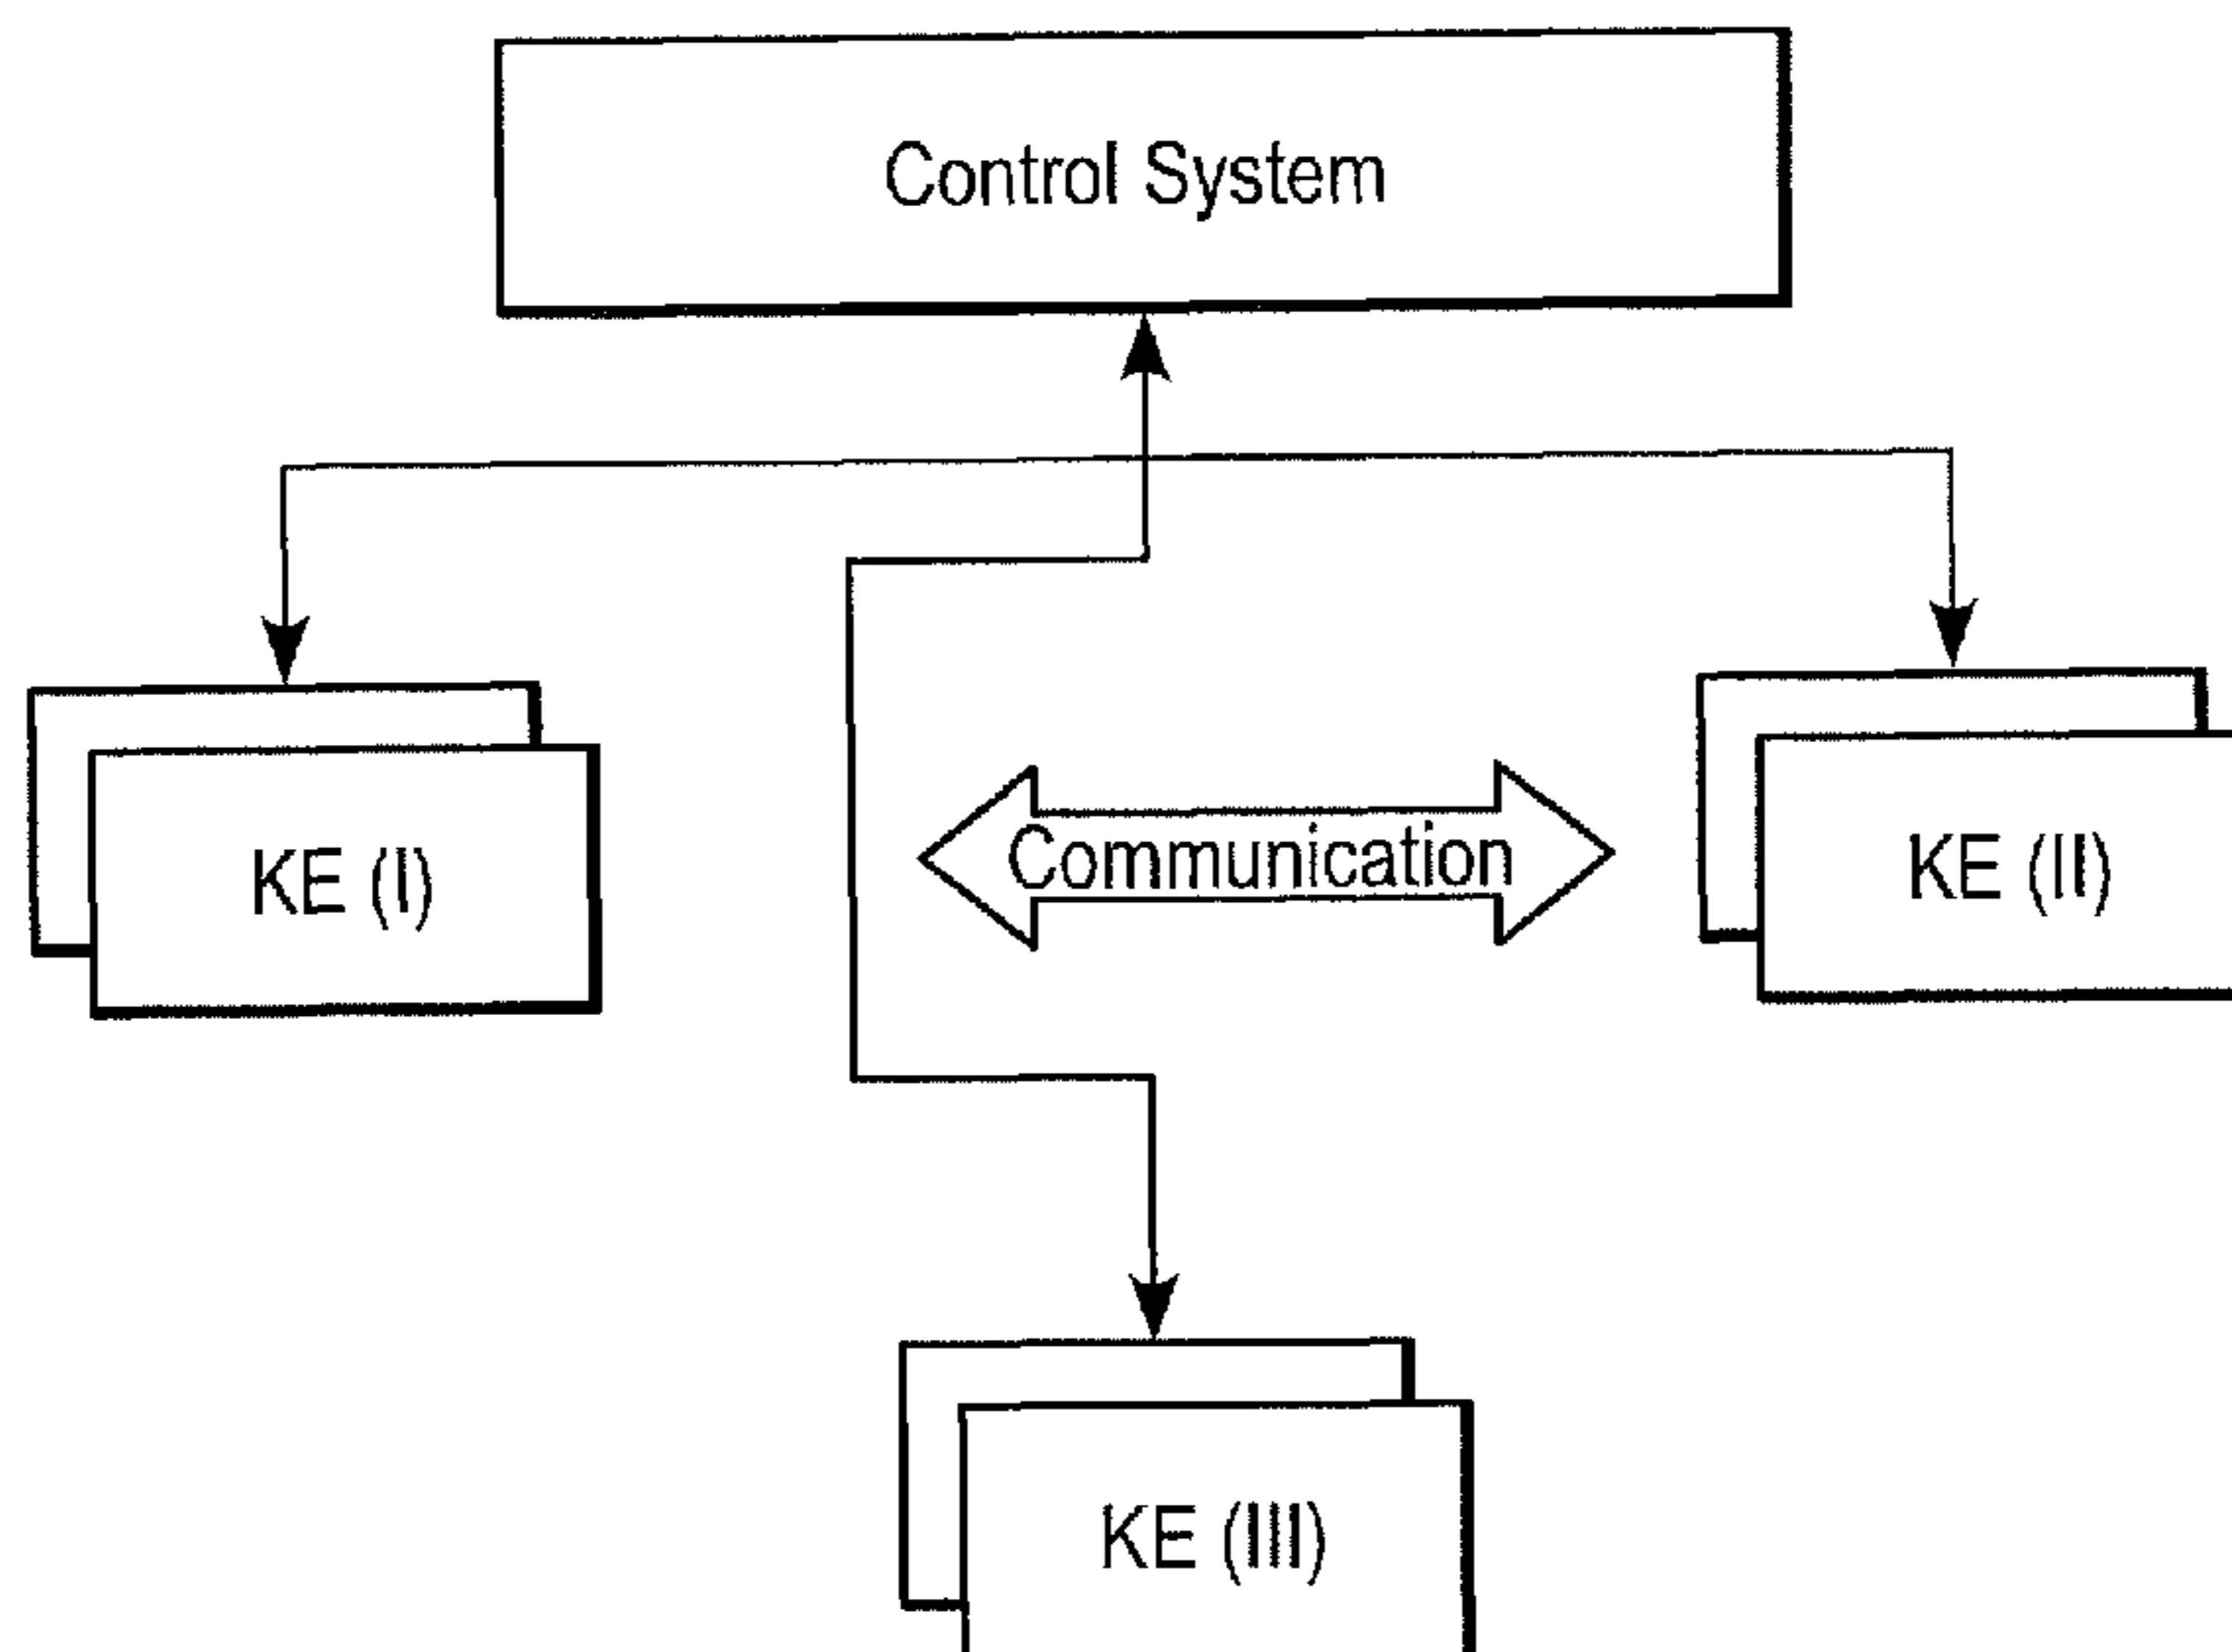 Control System
KE (I)
Communication
KE (II)
KE (III)